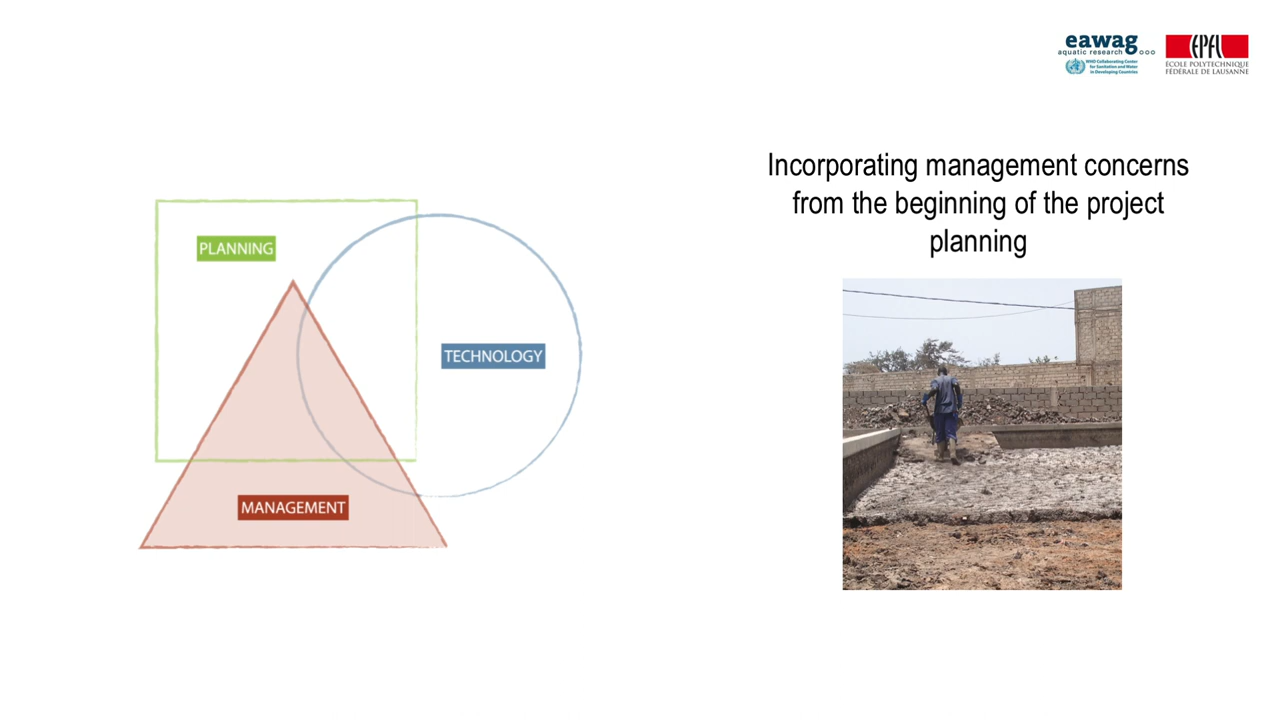 eawag
aquatic research
WHO Collaborating Center
for Sanitation and Water
in Developing Countries
EPFL
ÉCOLE POLYTECHNIQUE
FÉDÉRALE DE LAUSANNE
Incorporating management concerns
from the beginning of the project
planning
PLANNING
TECHNOLOGY
MANAGEMENT